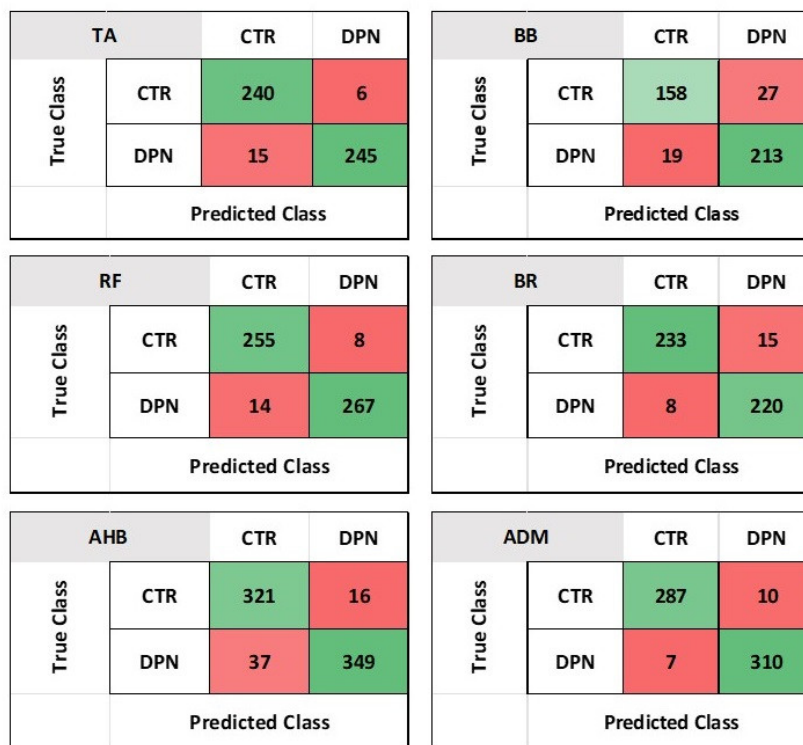 TA CTR DPN
True Class
CTR 240 6
DPN 15 245
Predicted Class
BB CTR DPN
True Class
CTR 158 27
DPN 19 213
Predicted Class
RF CTR DPN
True Class
CTR 255 8
DPN 14 267
Predicted Class
BR CTR DPN
True Class
CTR 233 15
DPN 8 220
Predicted Class
AHB CTR DPN
True Class
CTR 321 16
DPN 37 349
Predicted Class
ADM CTR DPN
True Class
CTR 287 10
DPN 7 310
Predicted Class